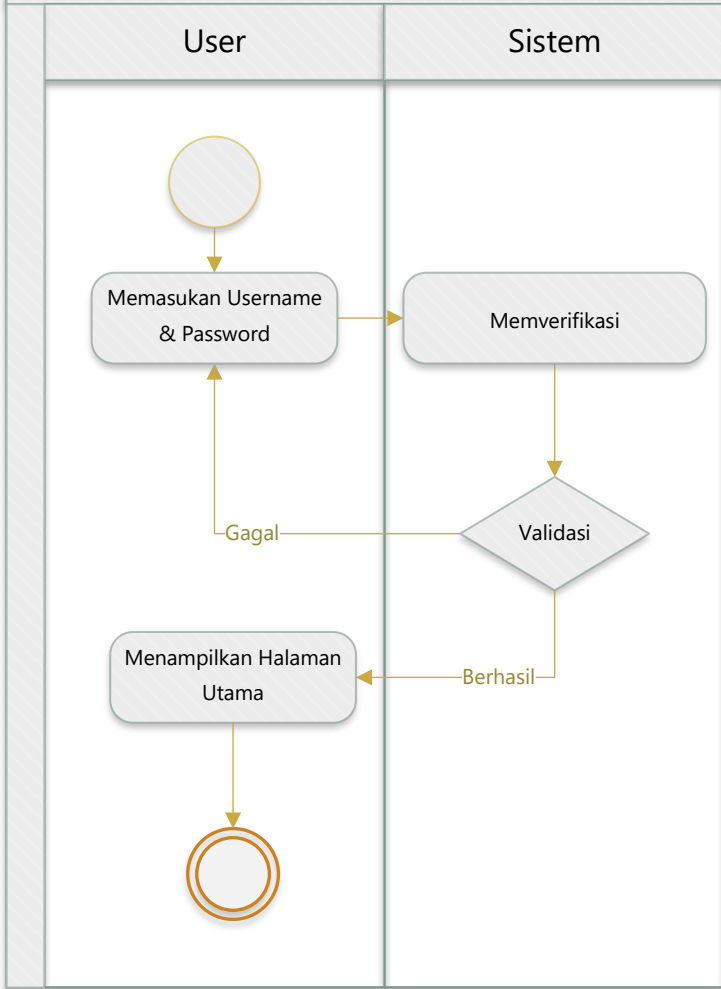 User
Sistem
Memasukan Username
& Password
Memverifikasi
Validasi
Gagal
Menampilkan Halaman
Utama
Berhasil